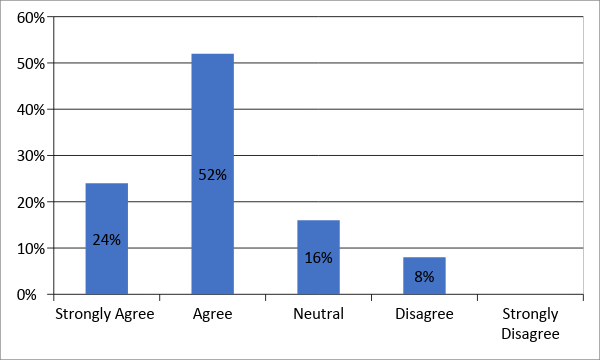 60%
50%
40%
30%
20%
10%
0%
24%
52%
16%
8%
Strongly Agree
Agree
Neutral
Disagree
Strongly
Disagree